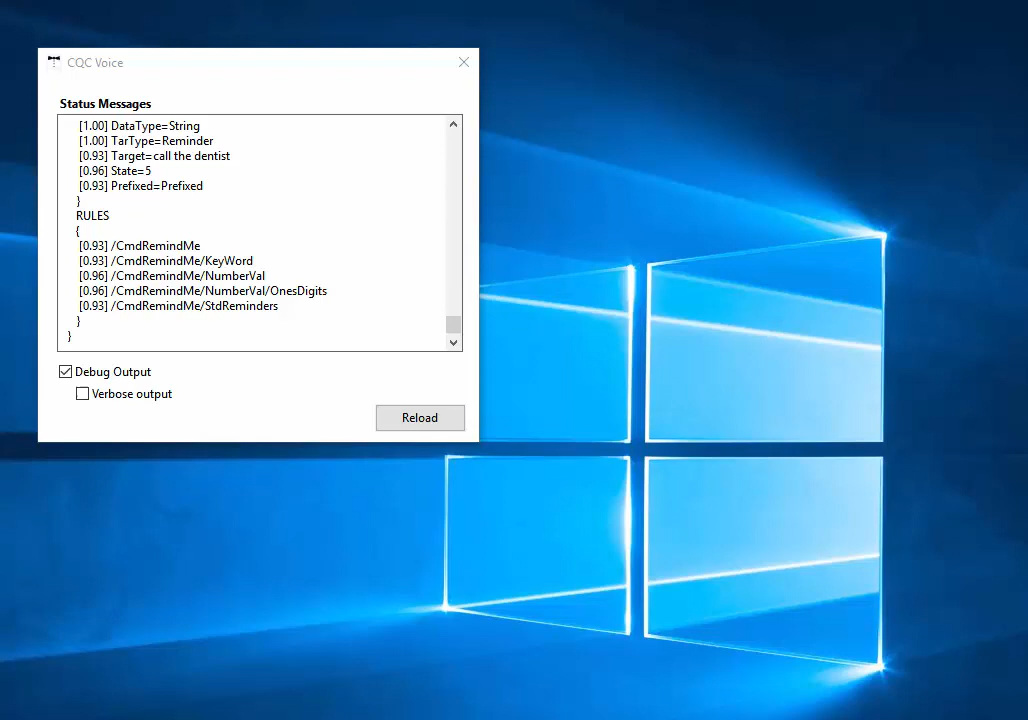 CQC Voice
Status Messages
[1.00] DataType=String
[1.00] TarType=Reminder
[0.93] Target=call the dentist
[0.96] State=5
[0.93] Prefixed=Prefixed
}
RULES
{
[0.93] /CmdRemindMe
[0.93] /CmdRemindMe/KeyWord
[0.96] /CmdRemindMe/NumberVal
[0.96] /CmdRemindMe/NumberVal/OnesDigits
[0.93] /CmdRemindMe/StdReminders
}
}
Debug Output
Verbose output
Reload